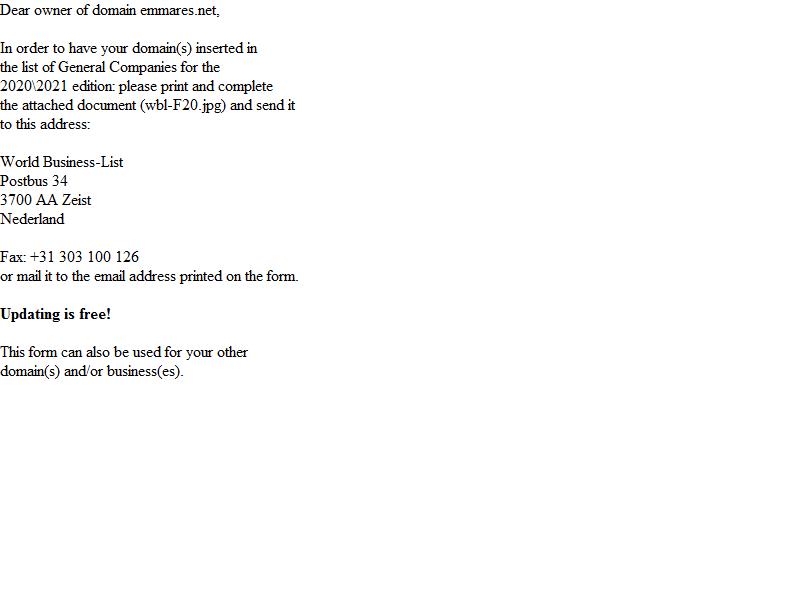 Dear owner of domain emmares.net,
In order to have your domain(s) inserted in
the list of General Companies for the
2020\2021 edition: please print and complete
the attached document (wbl-F20.jpg) and send it
to this address:
World Business-List
Postbus 34
3700 AA Zeist
Nederland
Fax: +31 303 100 126
or mail it to the email address printed on the form.
Updating is free!
This form can also be used for your other
domain(s) and/or business(es).